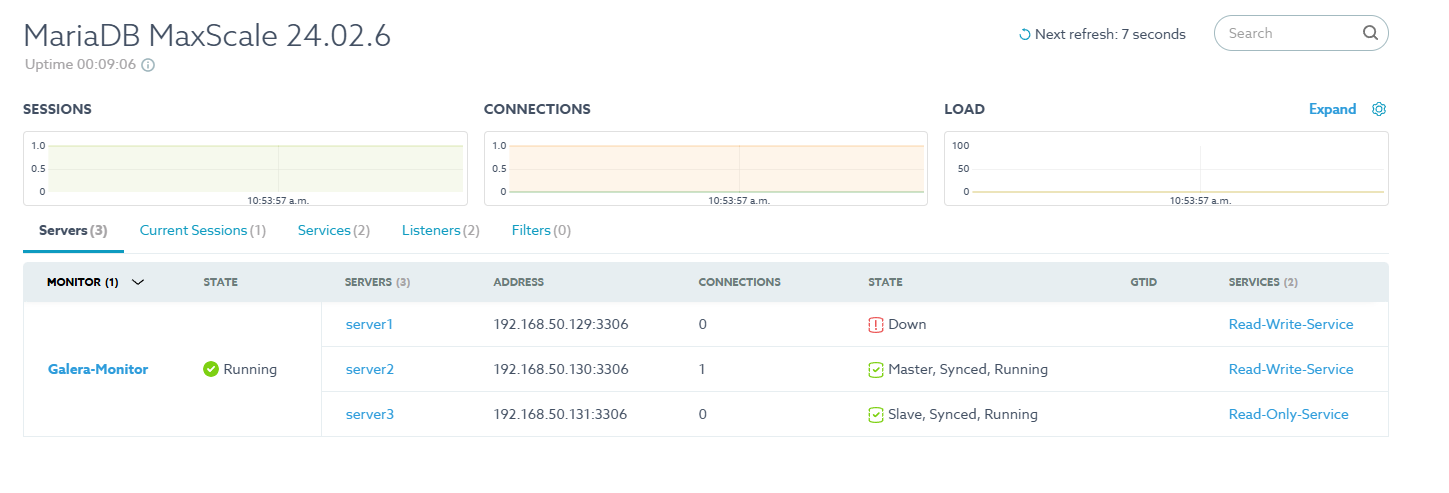 MariaDB MaxScale 24.02.6
Next refresh: 7 seconds
Search
Uptime 00:09:06
SESSIONS
1.0
0.5
0
10:53:57 a.m.
CONNECTIONS
1.0
0.5
0
10:53:57 a.m.
LOAD
Expand
100
50
0
10:53:57 a.m.
Servers (3) Current Sessions (1) Services (2) Listeners (2) Filters (0)
MONITOR (1) STATE SERVERS (3) ADDRESS CONNECTIONS STATE GTID SERVICES (2)
server1 192.168.50.129:3306 0 Down Read-Write-Service
Galera-Monitor Running server2 192.168.50.130:3306 1 Master, Synced, Running Read-Write-Service
server3 192.168.50.131:3306 0 Slave, Synced, Running Read-Only-Service